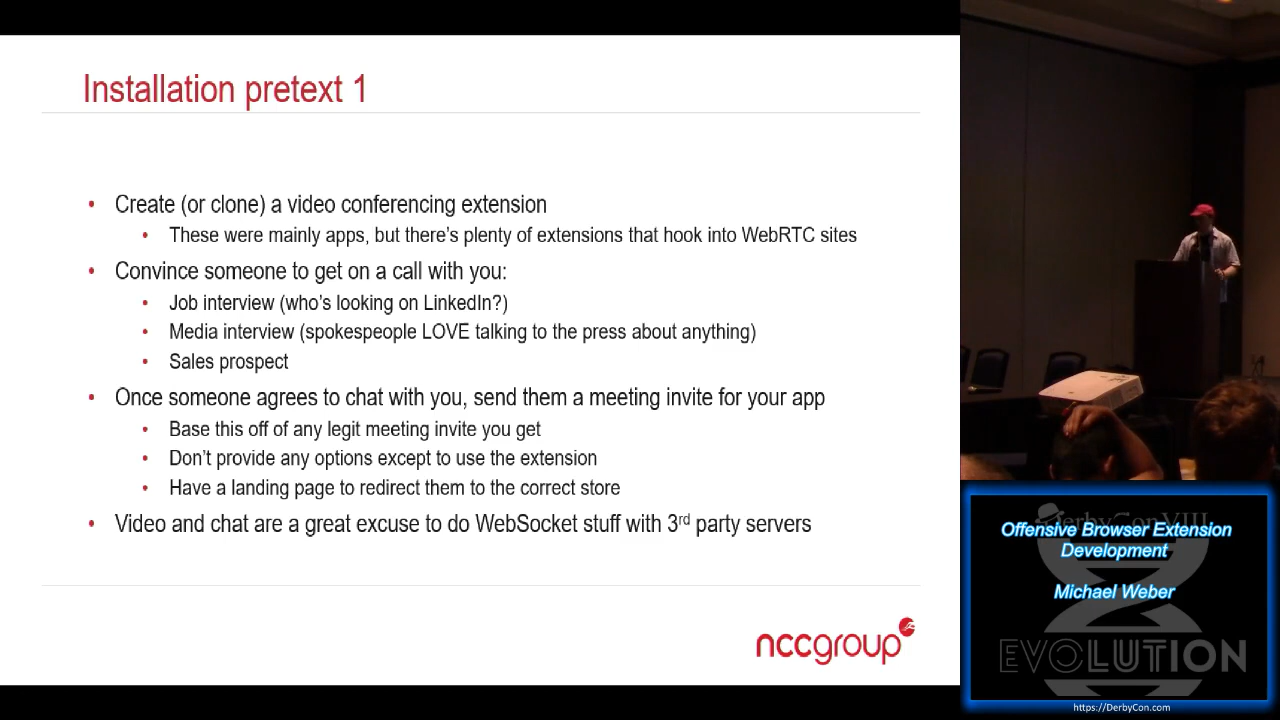 Installation pretext 1
• Create (or clone) a video conferencing extension
• These were mainly apps, but there's plenty of extensions that hook into WebRTC sites
• Convince someone to get on a call with you:
• Job interview (who's looking on LinkedIn?)
• Media interview (spokespeople LOVE talking to the press about anything)
• Sales prospect
• Once someone agrees to chat with you, send them a meeting invite for your app
• Base this off of any legit meeting invite you get
• Don't provide any options except to use the extension
• Have a landing page to redirect them to the correct store
• Video and chat are a great excuse to do WebSocket stuff with 3rd party servers
nccgroup
DerbyCon VIII
Offensive Browser Extension
Development
Michael Weber
EVOLUTION
https://DerbyCon.com